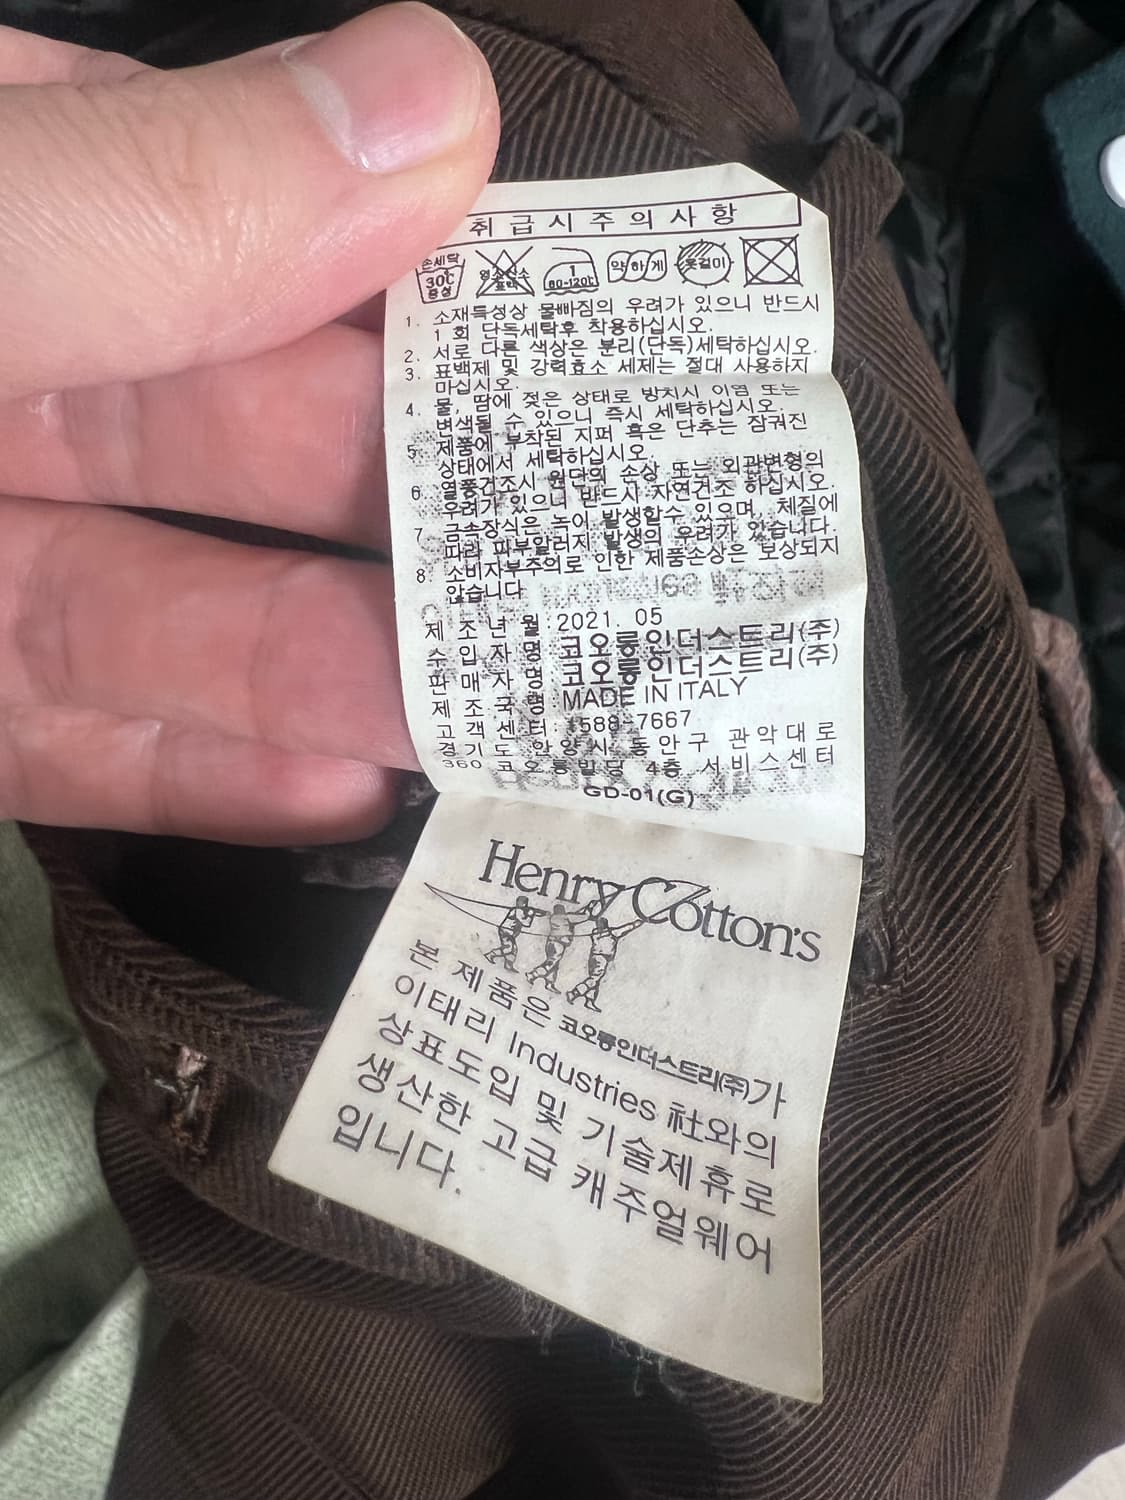 취급시주의사항
손세탁
30℃
중성
염소산소
표백
1
80-120℃
약하게
옷걸이
1. 소재특성상 물빠짐의 우려가 있으니 반드시
1회 단독세탁후 착용하십시오.
2. 서로 다른 색상은 분리(단독)세탁하십시오.
3. 표백제 및 강력효소 세제는 절대 사용하지
마십시오.
4. 물, 땀에 젖은 상태로 방치시 이염 또는
변색될 수 있으니 즉시 세탁하십시오.
5. 제품에 부착된 지퍼 혹은 단추는 잠궈진
상태에서 세탁하십시오.
6. 열풍건조시 원단의 손상 또는 외관변형의
우려가 있으니 반드시 자연건조 하십시오.
7. 금속장식은 녹이 발생할수 있으며, 체질에
따라 피부알러지 발생의 우려가 있습니다.
8. 소비자부주의로 인한 제품손상은 보상되지
않습니다
제 조 년 월 : 2021. 05
수 입 자 명 : 코오롱인더스트리(주)
판 매 자 명 : 코오롱인더스트리(주)
제 조 국 명 : MADE IN ITALY
고 객 센 터 : 1588-7667
경기도 안양시 동안구 관악대로
360 코오롱빌딩 4층 서비스센터
GD-01(G)
Henry Cotton's
본 제품은 코오롱인더스트리(주)가
이태리 Industries 社와의
상표도입 및 기술제휴로
생산한 고급 캐주얼웨어
입니다.